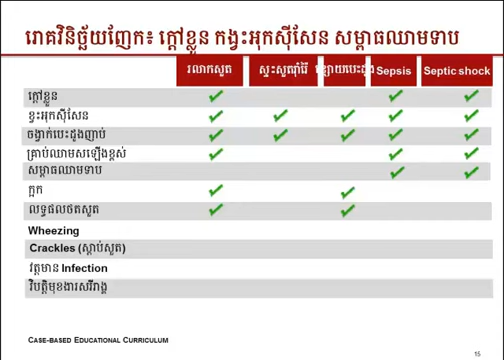 រោគវិនិច្ឆ័យញែក៖ ក្តៅខ្លួន កង្វះអុកស៊ីសែន សម្ពាធឈាមទាប
រលាកសួត ស្ទះសួតរ៉ាំរ៉ៃ ខ្សោយបេះដូង Sepsis Septic shock
ក្តៅខ្លួន
ខ្វះអុកស៊ីសែន
ចង្វាក់បេះដូងញាប់
គ្រាប់ឈាមសឡើងខ្ពស់
សម្ពាធឈាមទាប
ក្អក
លទ្ធផលថតសួត
Wheezing
Crackles (ស្តាប់សួត)
វត្តមាន Infection
វិបត្តិមុខងារសរីរាង្គ
CASE-BASED EDUCATIONAL CURRICULUM
15